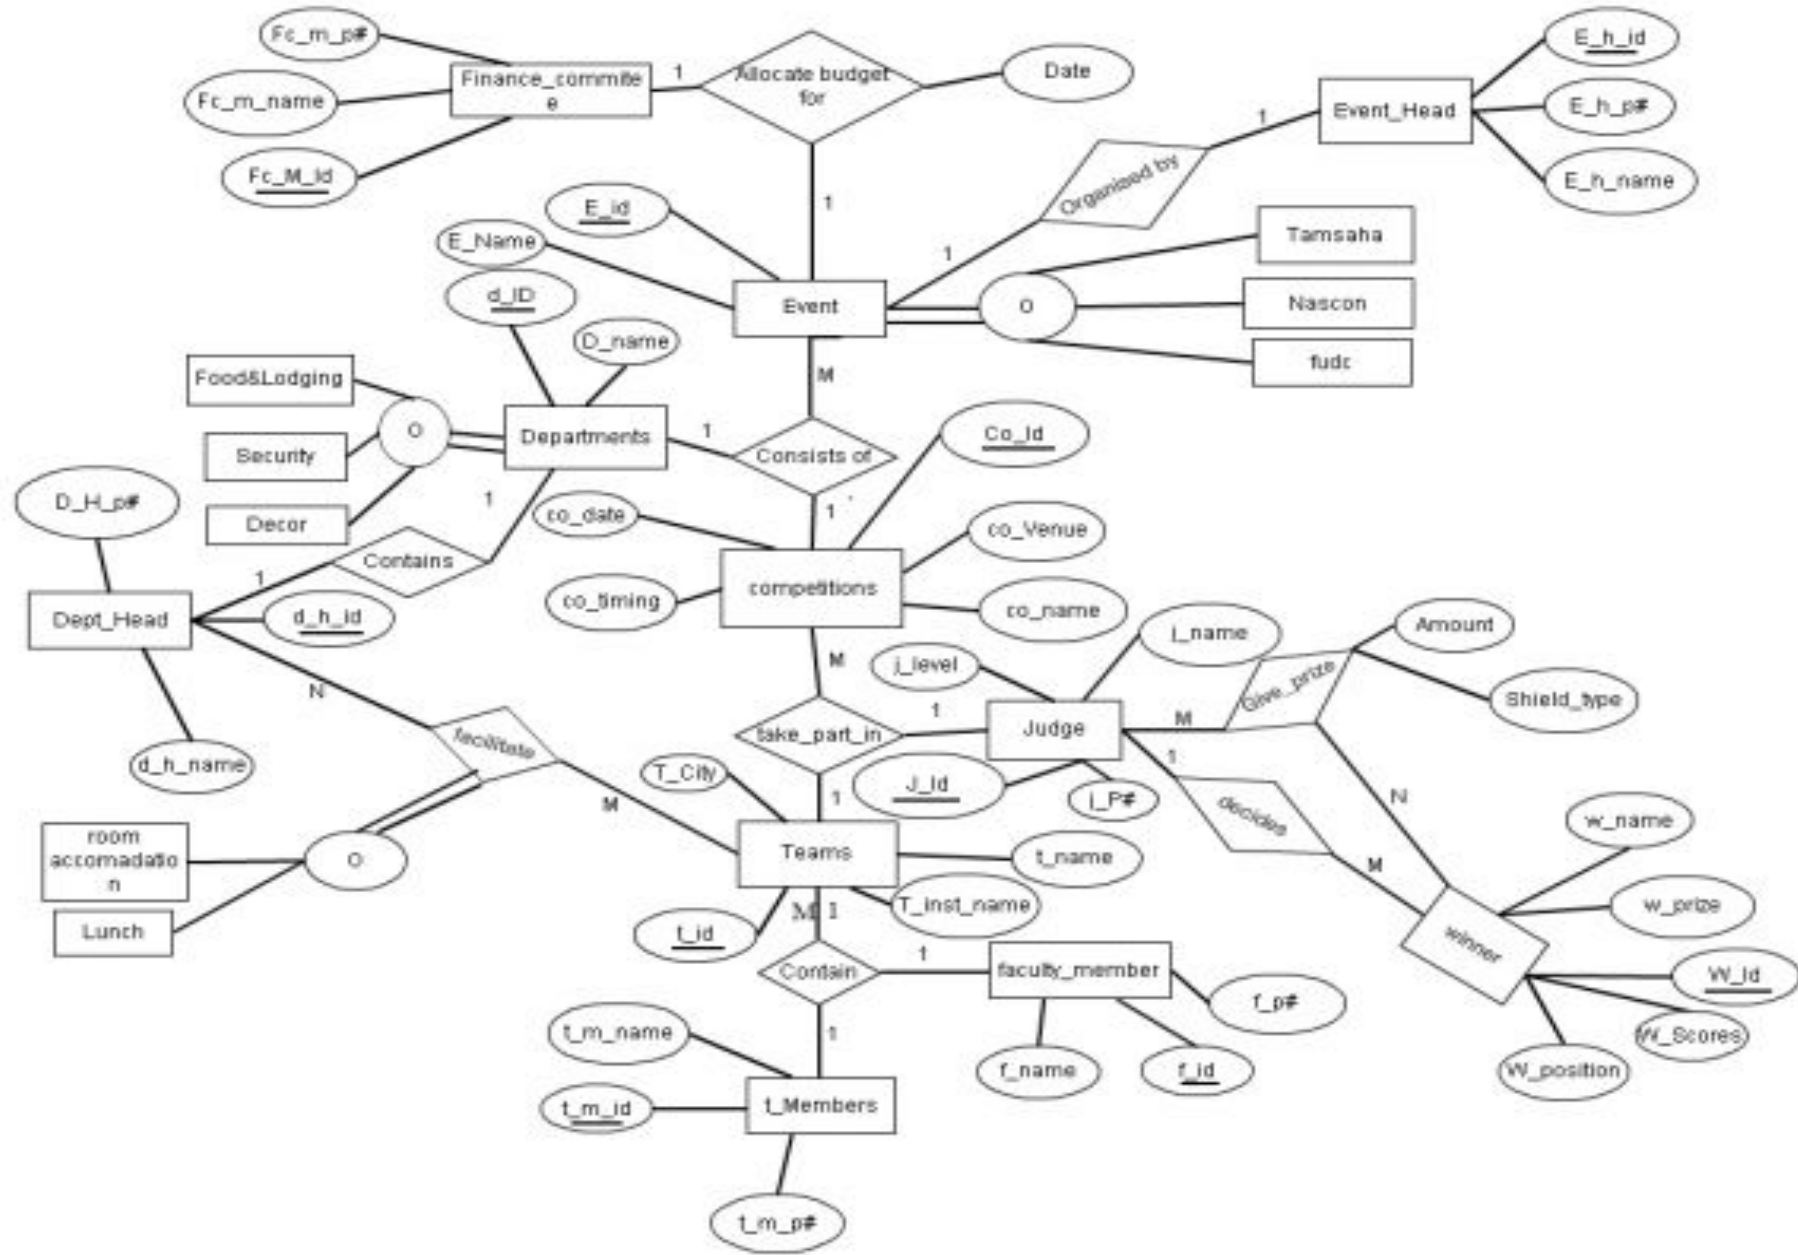 Fc_m_p#
Finance_commite
e
1
Allocate budget
for
Date
E_h_id
Fc_m_name
Event_Head
E_h_p#
1
Fc_M_Id
E_h_name
Organised by
1
E_id
E_Name
Tamsaha
1
d_ID
Event
O
Nascon
D_name
fudc
Food&Lodging
M
O
Departments
1
Consists of
Co_Id
Security
D_H_p#
1
Decor
co_date
1
co_Venue
Contains
1
competitions
co_timing
co_name
Dept_Head
d_h_id
j_name
Amount
M
j_level
Give_prize
Shield_type
N
1
M
facilitate
take_part_in
Judge
1
d_h_name
T_City
J_Id
j_P#
N
M
1
decides
w_name
room
accomadatio
n
O
Teams
t_name
M
T_inst_name
w_prize
M 1
Lunch
t_id
winner
1
Contain
faculty_member
W_Id
f_p#
t_m_name
1
W_Scores
f_name
f_id
W_position
t_m_id
t_Members
t_m_p#